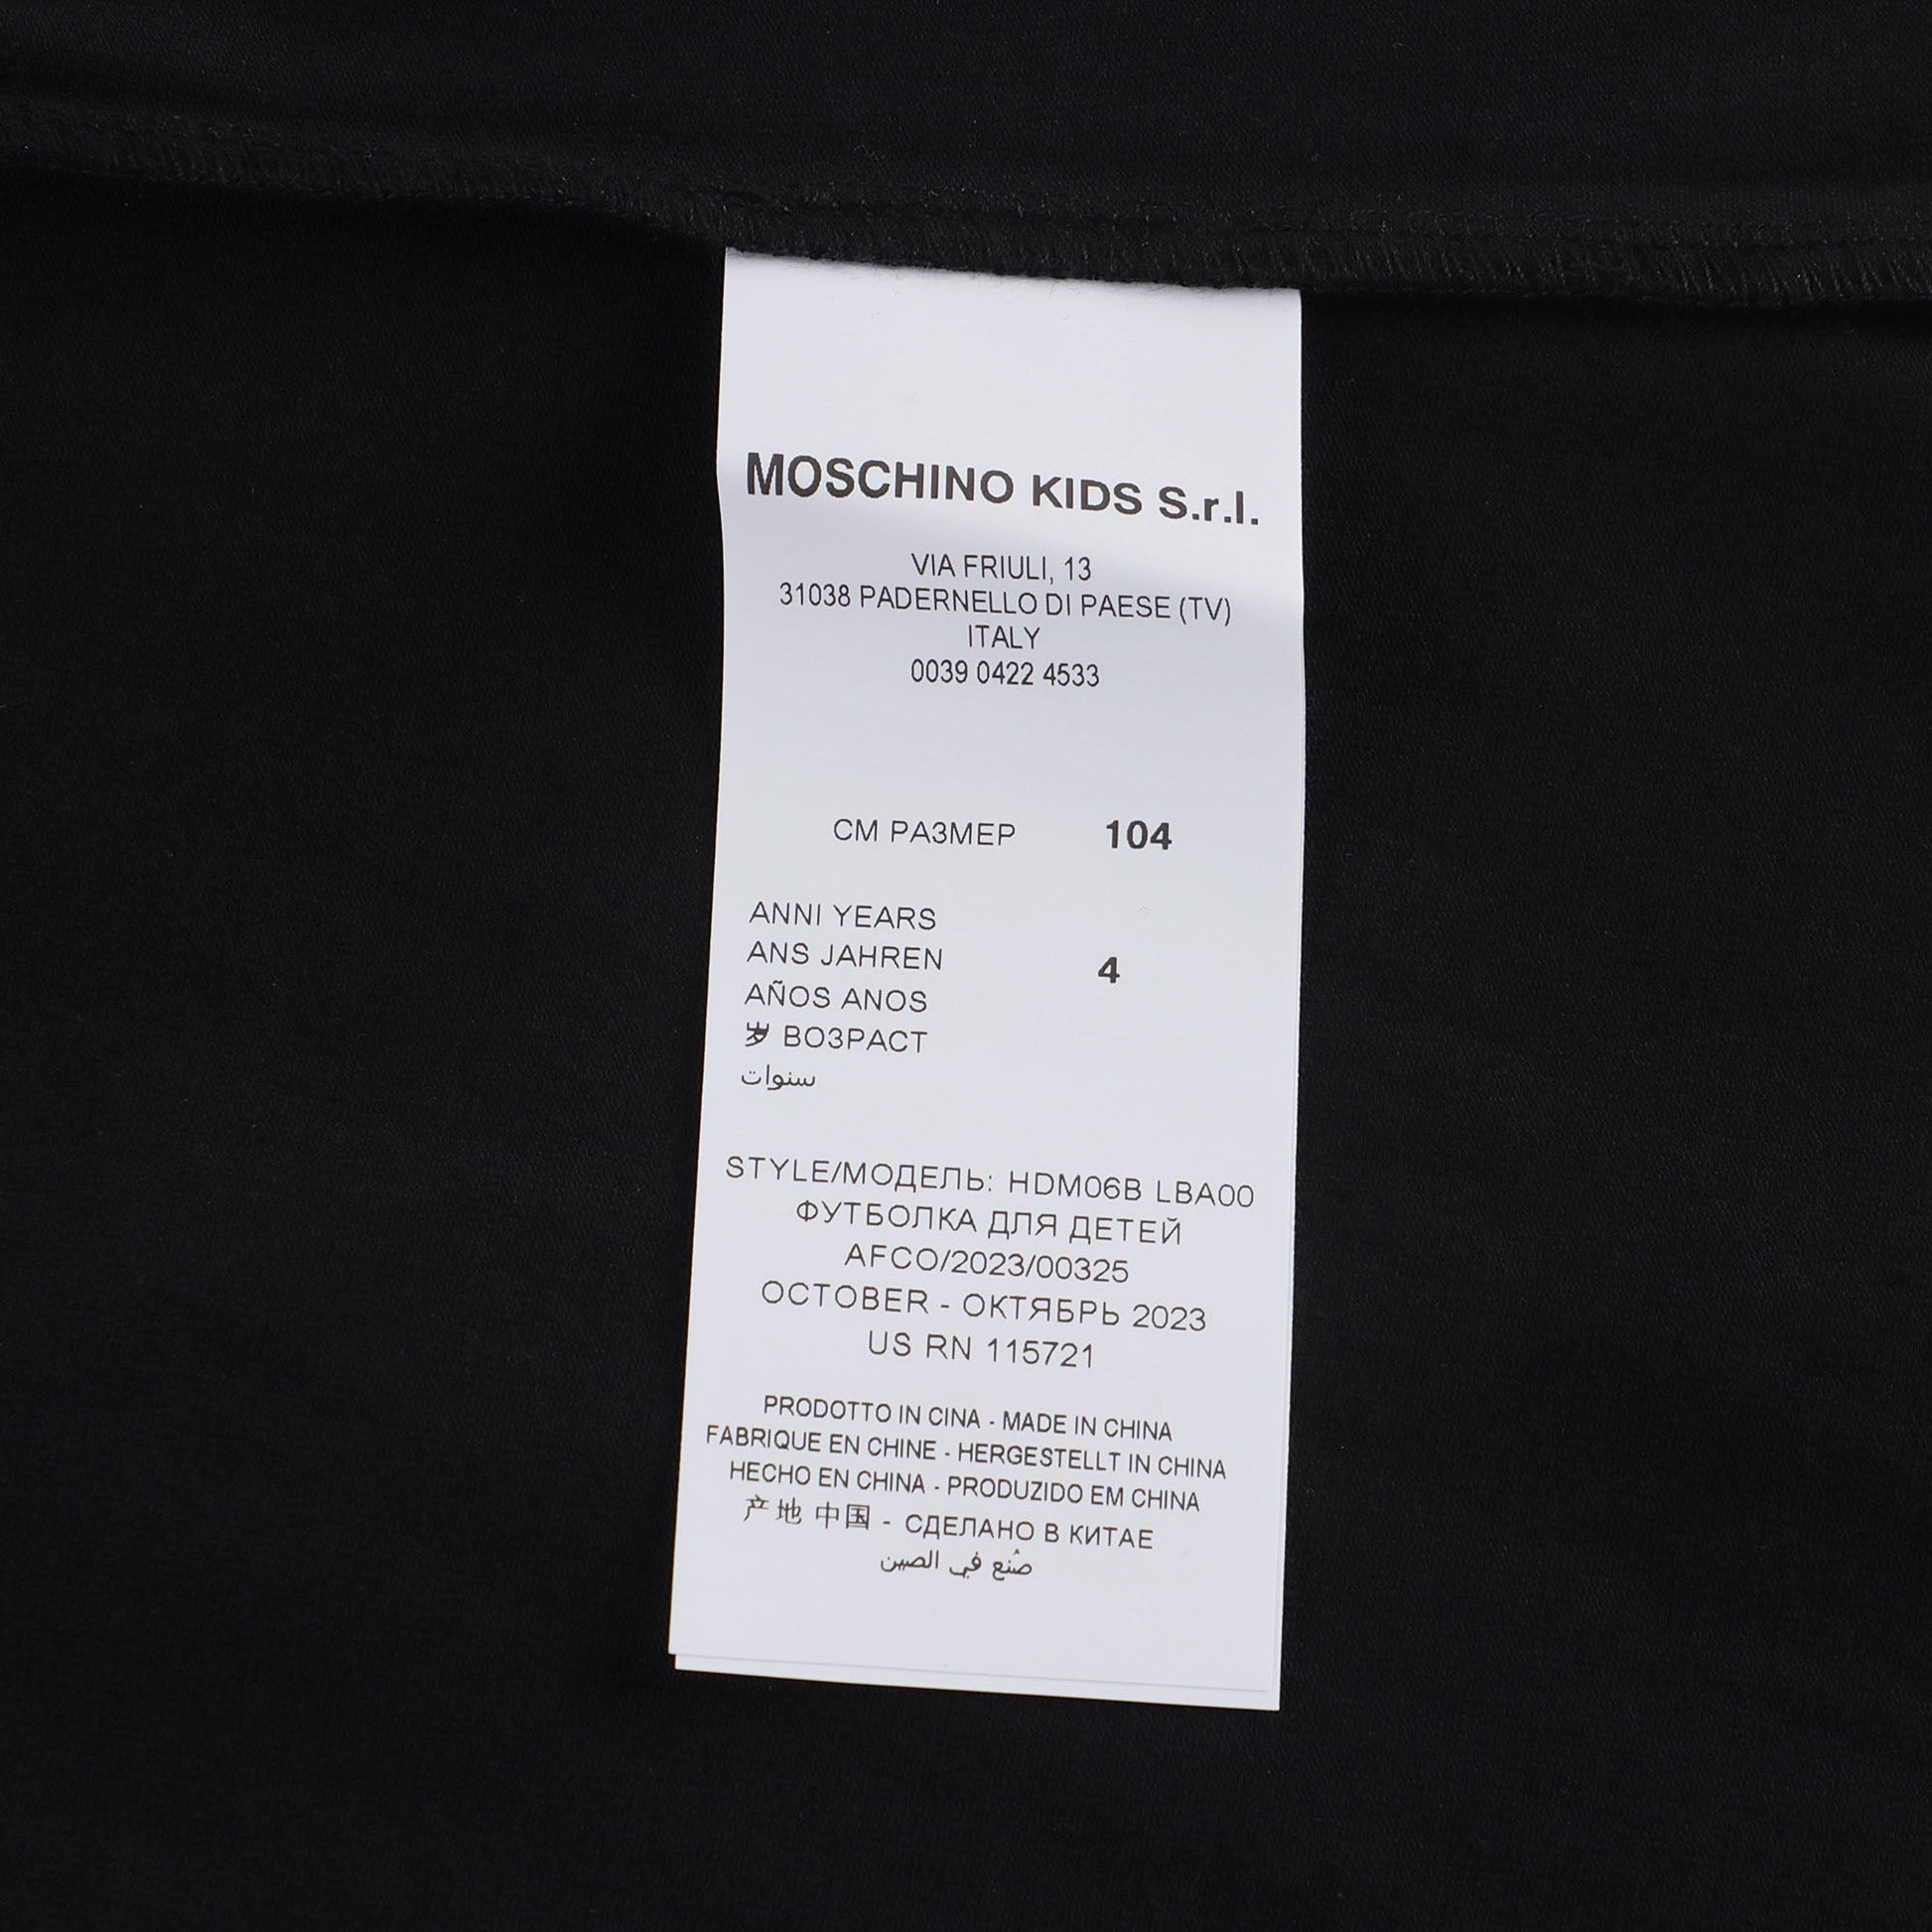 MOSCHINO KIDS S.r.l.
VIA FRIULI, 13
31038 PADERNELLO DI PAESE (TV)
ITALY
0039 0422 4533
СМ РАЗМЕР 104
ANNI YEARS
ANS JAHREN 4
AÑOS ANOS
岁 ВОЗРАСТ
سنوات
STYLE/МОДЕЛЬ: HDM06B LBA00
ФУТБОЛКА ДЛЯ ДЕТЕЙ
AFCO/2023/00325
OCTOBER - ОКТЯБРЬ 2023
US RN 115721
PRODOTTO IN CINA - MADE IN CHINA
FABRIQUE EN CHINE - HERGESTELLT IN CHINA
HECHO EN CHINA - PRODUZIDO EM CHINA
产地 中国 - СДЕЛАНО В КИТАЕ
صُنع في الصين